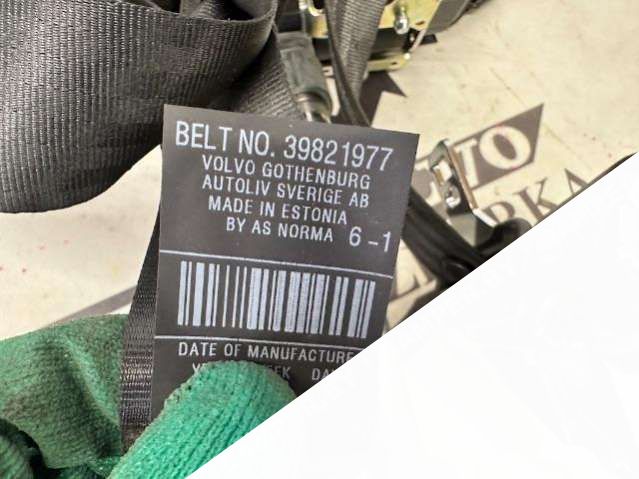 BELT NO. 39821977
VOLVO GOTHENBURG
AUTOLIV SVERIGE AB
MADE IN ESTONIA
BY AS NORMA 6-1
DATE OF MANUFACTURE